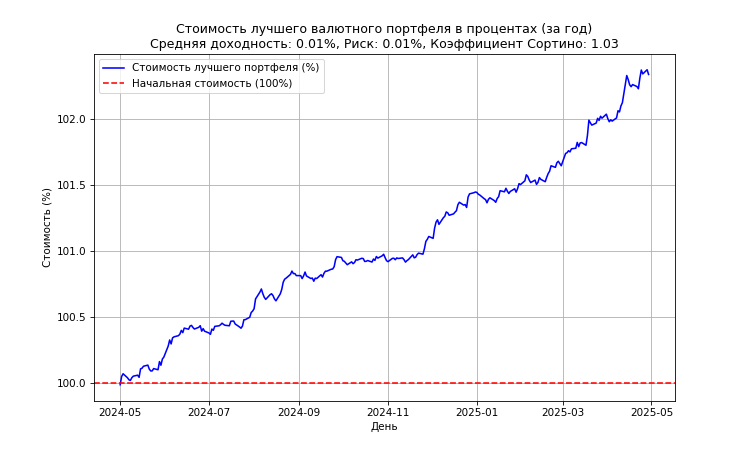 Стоимость лучшего валютного портфеля в процентах (за год)
Средняя доходность: 0.01%, Риск: 0.01%, Коэффициент Сортино: 1.03
Стоимость лучшего портфеля (%)
Начальная стоимость (100%)
Стоимость (%)
102.0
101.5
101.0
100.5
100.0
2024-05 2024-07 2024-09 2024-11 2025-01 2025-03 2025-05
День